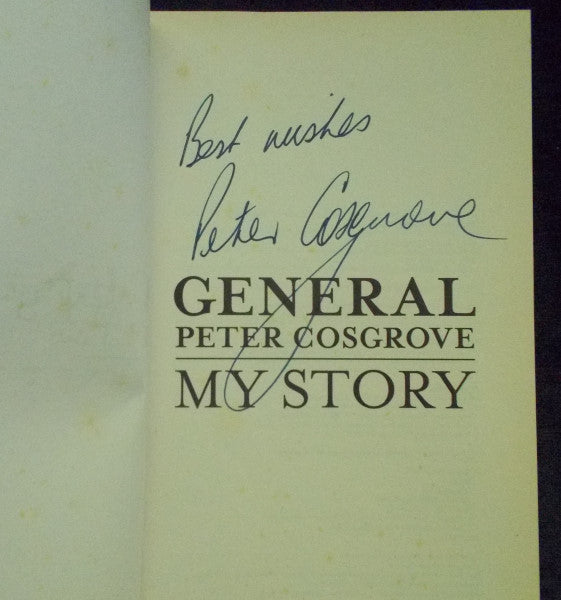 Best wishes
Peter Cosgrove
GENERAL
PETER COSGROVE
MY STORY